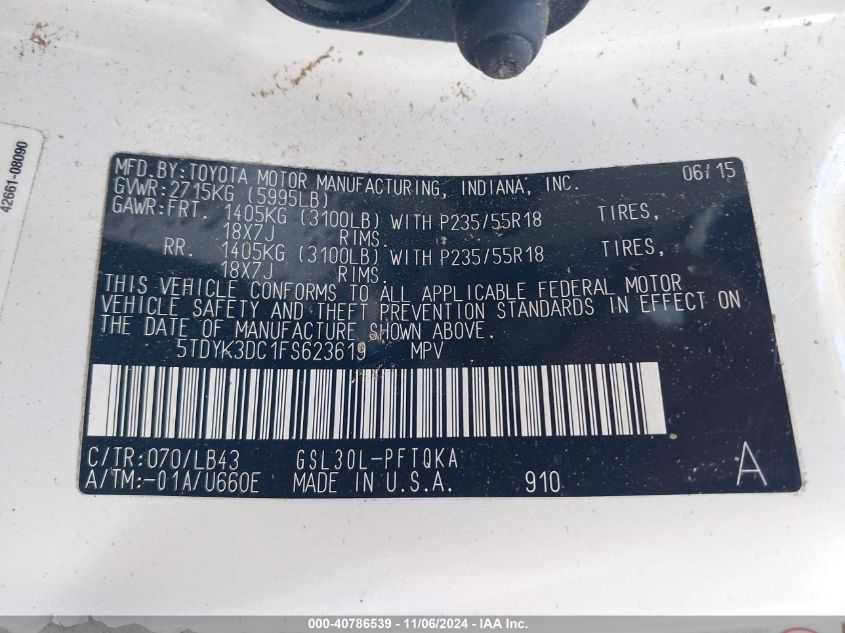 42661-08090
MFD.BY:TOYOTA MOTOR MANUFACTURING, INDIANA, INC. 06/15
GVWR:2715KG (5995LB)
GAWR:FRT. 1405KG (3100LB) WITH P235/55R18 TIRES,
18X7J RIMS.
RR. 1405KG (3100LB) WITH P235/55R18 TIRES,
18X7J RIMS.
THIS VEHICLE CONFORMS TO ALL APPLICABLE FEDERAL MOTOR
VEHICLE SAFETY AND THEFT PREVENTION STANDARDS IN EFFECT ON
THE DATE OF MANUFACTURE SHOWN ABOVE.
5TDYK3DC1FS623619 MPV
C/TR:070/LB43 GSL30L-PFTQKA A
A/TM:-01A/U660E MADE IN U.S.A. 910
000-40786539 - 11/06/2024 - IAA Inc.